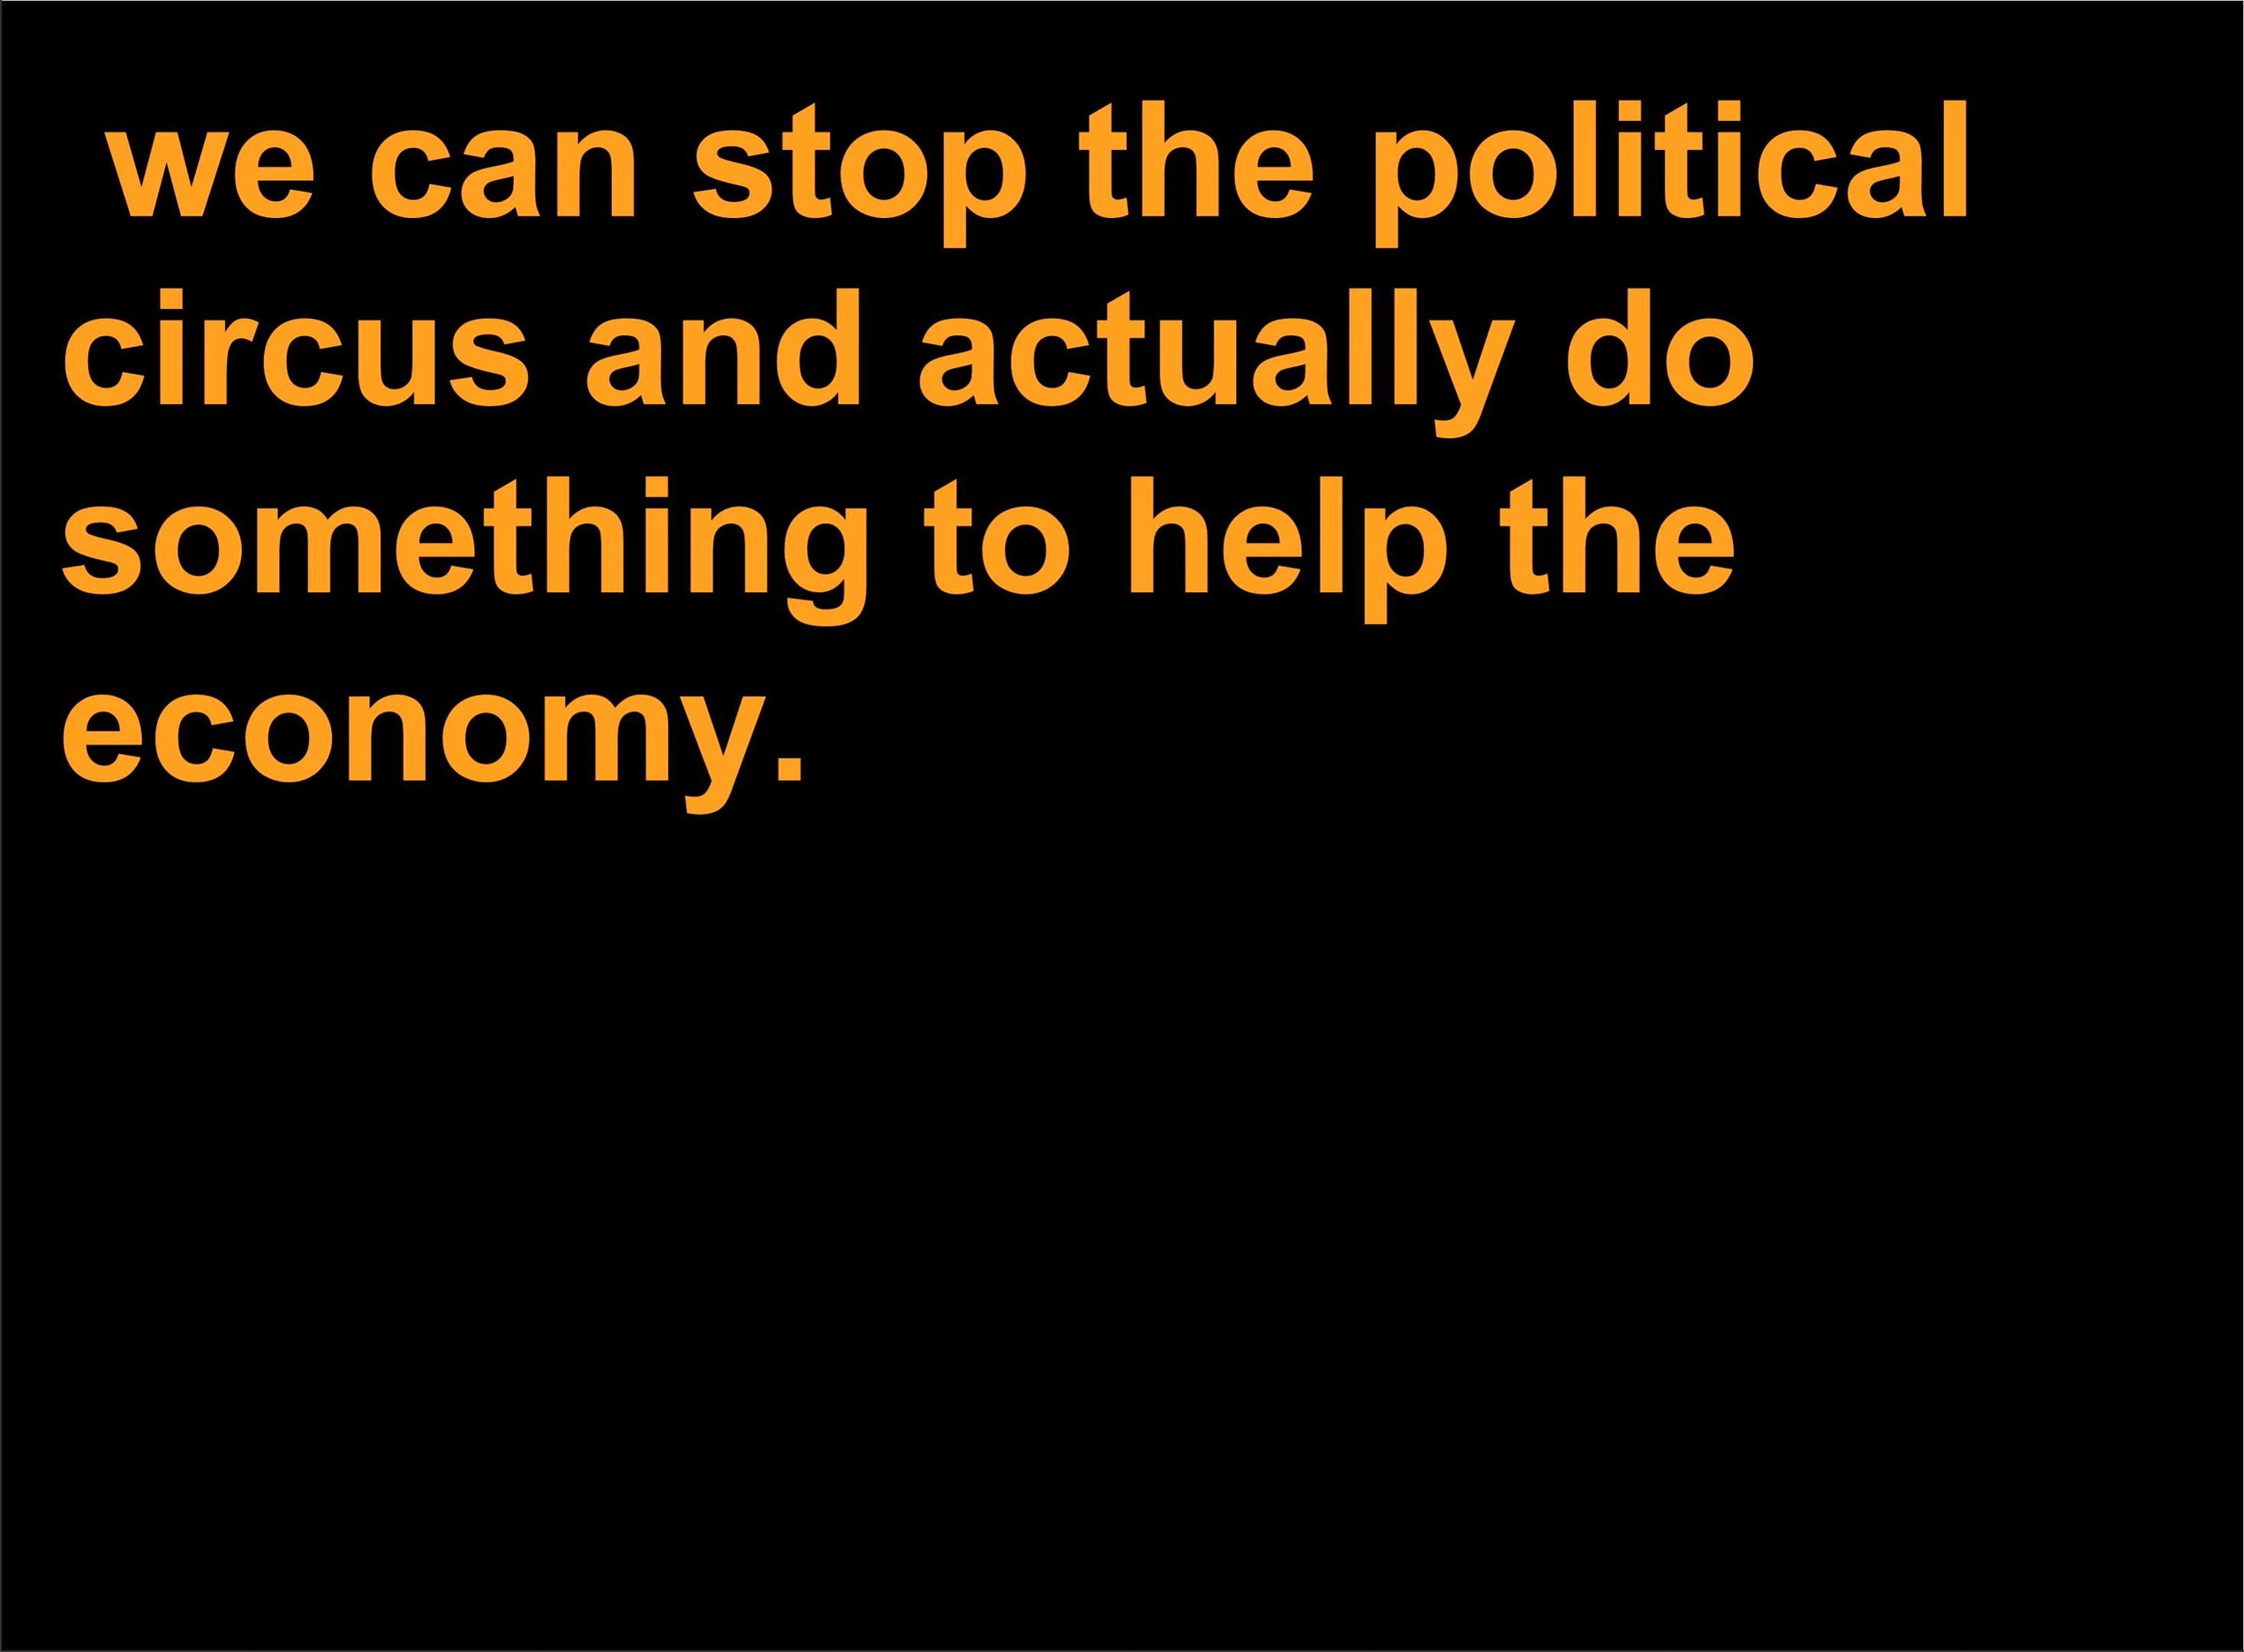 we can stop the political
circus and actually do
something to help the
economy.